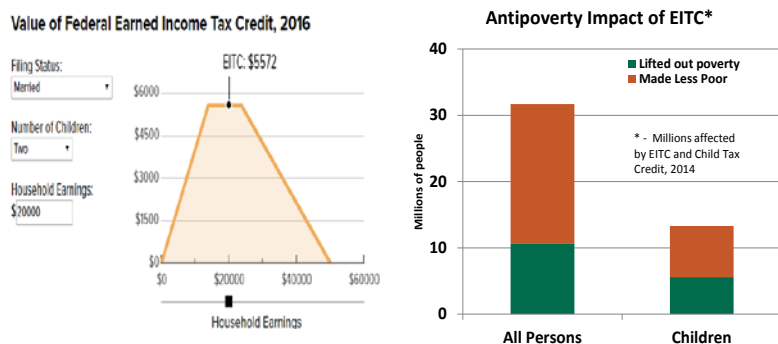 Value of Federal Earned Income Tax Credit, 2016
Filing Status:
Married
Number of Children:
Two
Household Earnings:
$20000
EITC: $5572
$6000
$4500
$3000
$1500
$0
$0
$20000
$40000
$60000
Household Earnings
Antipoverty Impact of EITC*
Lifted out poverty
Made Less Poor
* - Millions affected
by EITC and Child Tax
Credit, 2014
Millions of people
40
30
20
10
0
All Persons
Children